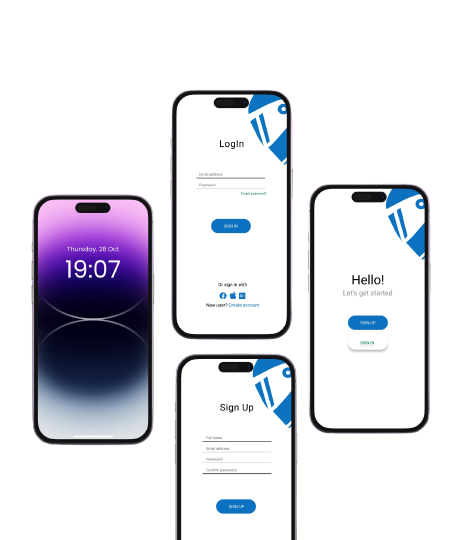 LogIn
Email address
Password
Forgot password?
SIGN IN
Or sign in with
New user? Create account
Thursday, 28 Oct
19:07
Hello!
Let's get started
SIGN UP
SIGN IN
Sign Up
Full name
Email address
Password
Confirm password
SIGN UP